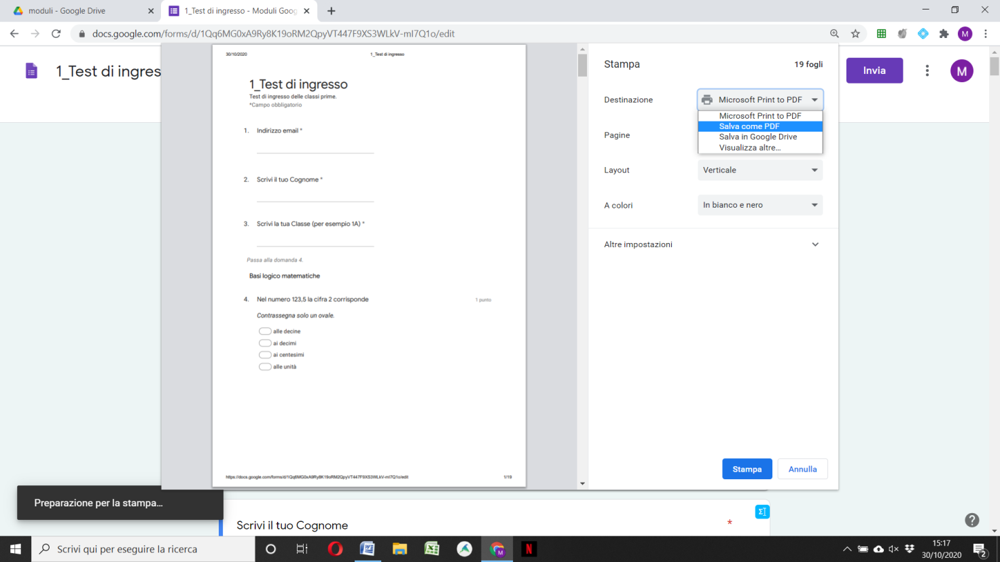 moduli - Google Drive
1_Test di ingresso - Moduli Goog
docs.google.com/forms/d/1Qq6MG0xA9Ry8K19oRM2QpyVT447F9XS3WLkV-mI7Q1o/edit
M
1_Test di ingres
Invia
M
30/10/2020
1_Test di ingresso
1_Test di ingresso
Test di ingresso delle classi prime.
*Campo obbligatorio
1. Indirizzo email *
2. Scrivi il tuo Cognome *
3. Scrivi la tua Classe (per esempio 1A) *
Passa alla domanda 4.
Basi logico matematiche
4. Nel numero 123,5 la cifra 2 corrisponde
1 punto
Contrassegna solo un ovale.
alle decine
ai decimi
ai centesimi
alle unità
https://docs.google.com/forms/d/1Qq6MG0xA9Ry8K19oRM2QpyVT447F9XS3WLkV-mI7Q1o/edit
1/19
Stampa
19 fogli
Destinazione
Microsoft Print to PDF
Microsoft Print to PDF
Salva come PDF
Salva in Google Drive
Visualizza altre...
Pagine
Layout
Verticale
A colori
In bianco e nero
Altre impostazioni
Stampa
Annulla
Preparazione per la stampa...
Scrivi il tuo Cognome
*
Scrivi qui per eseguire la ricerca
15:17
30/10/2020
2